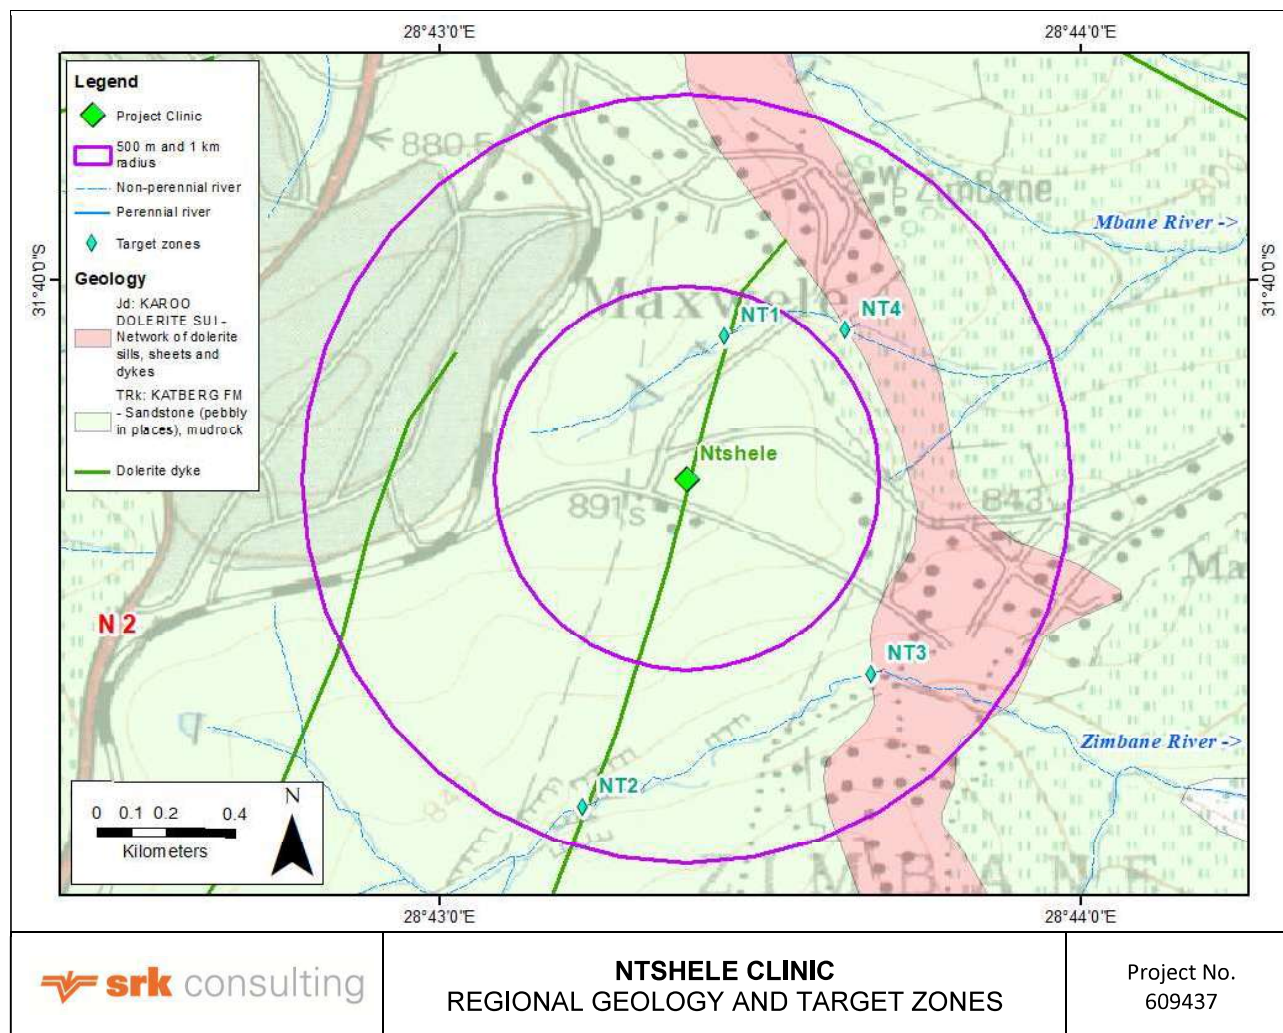 28°43'0"E
28°44'0"E
Legend
Project Clinic
500 m and 1 km
radius
Non-perennial river
Perennial river
Target zones
Geology
Jd: KAROO
DOLERITE SUI -
Network of dolerite
sills, sheets and
dykes
TRk: KATBERG FM
- Sandstone (pebbly
in places), mudrock
Dolerite dyke
880
Zimbane
Mbane River ->
31°40'0"S
31°40'0"S
Maxwele
NT1
NT4
Ntshele
891
843
Ma
N 2
NT3
Zimbane River ->
NT2
ZIMBANE
0 0.1 0.2 0.4
Kilometers
N
28°43'0"E
28°44'0"E
srk consulting
NTSHELE CLINIC
REGIONAL GEOLOGY AND TARGET ZONES
Project No.
609437